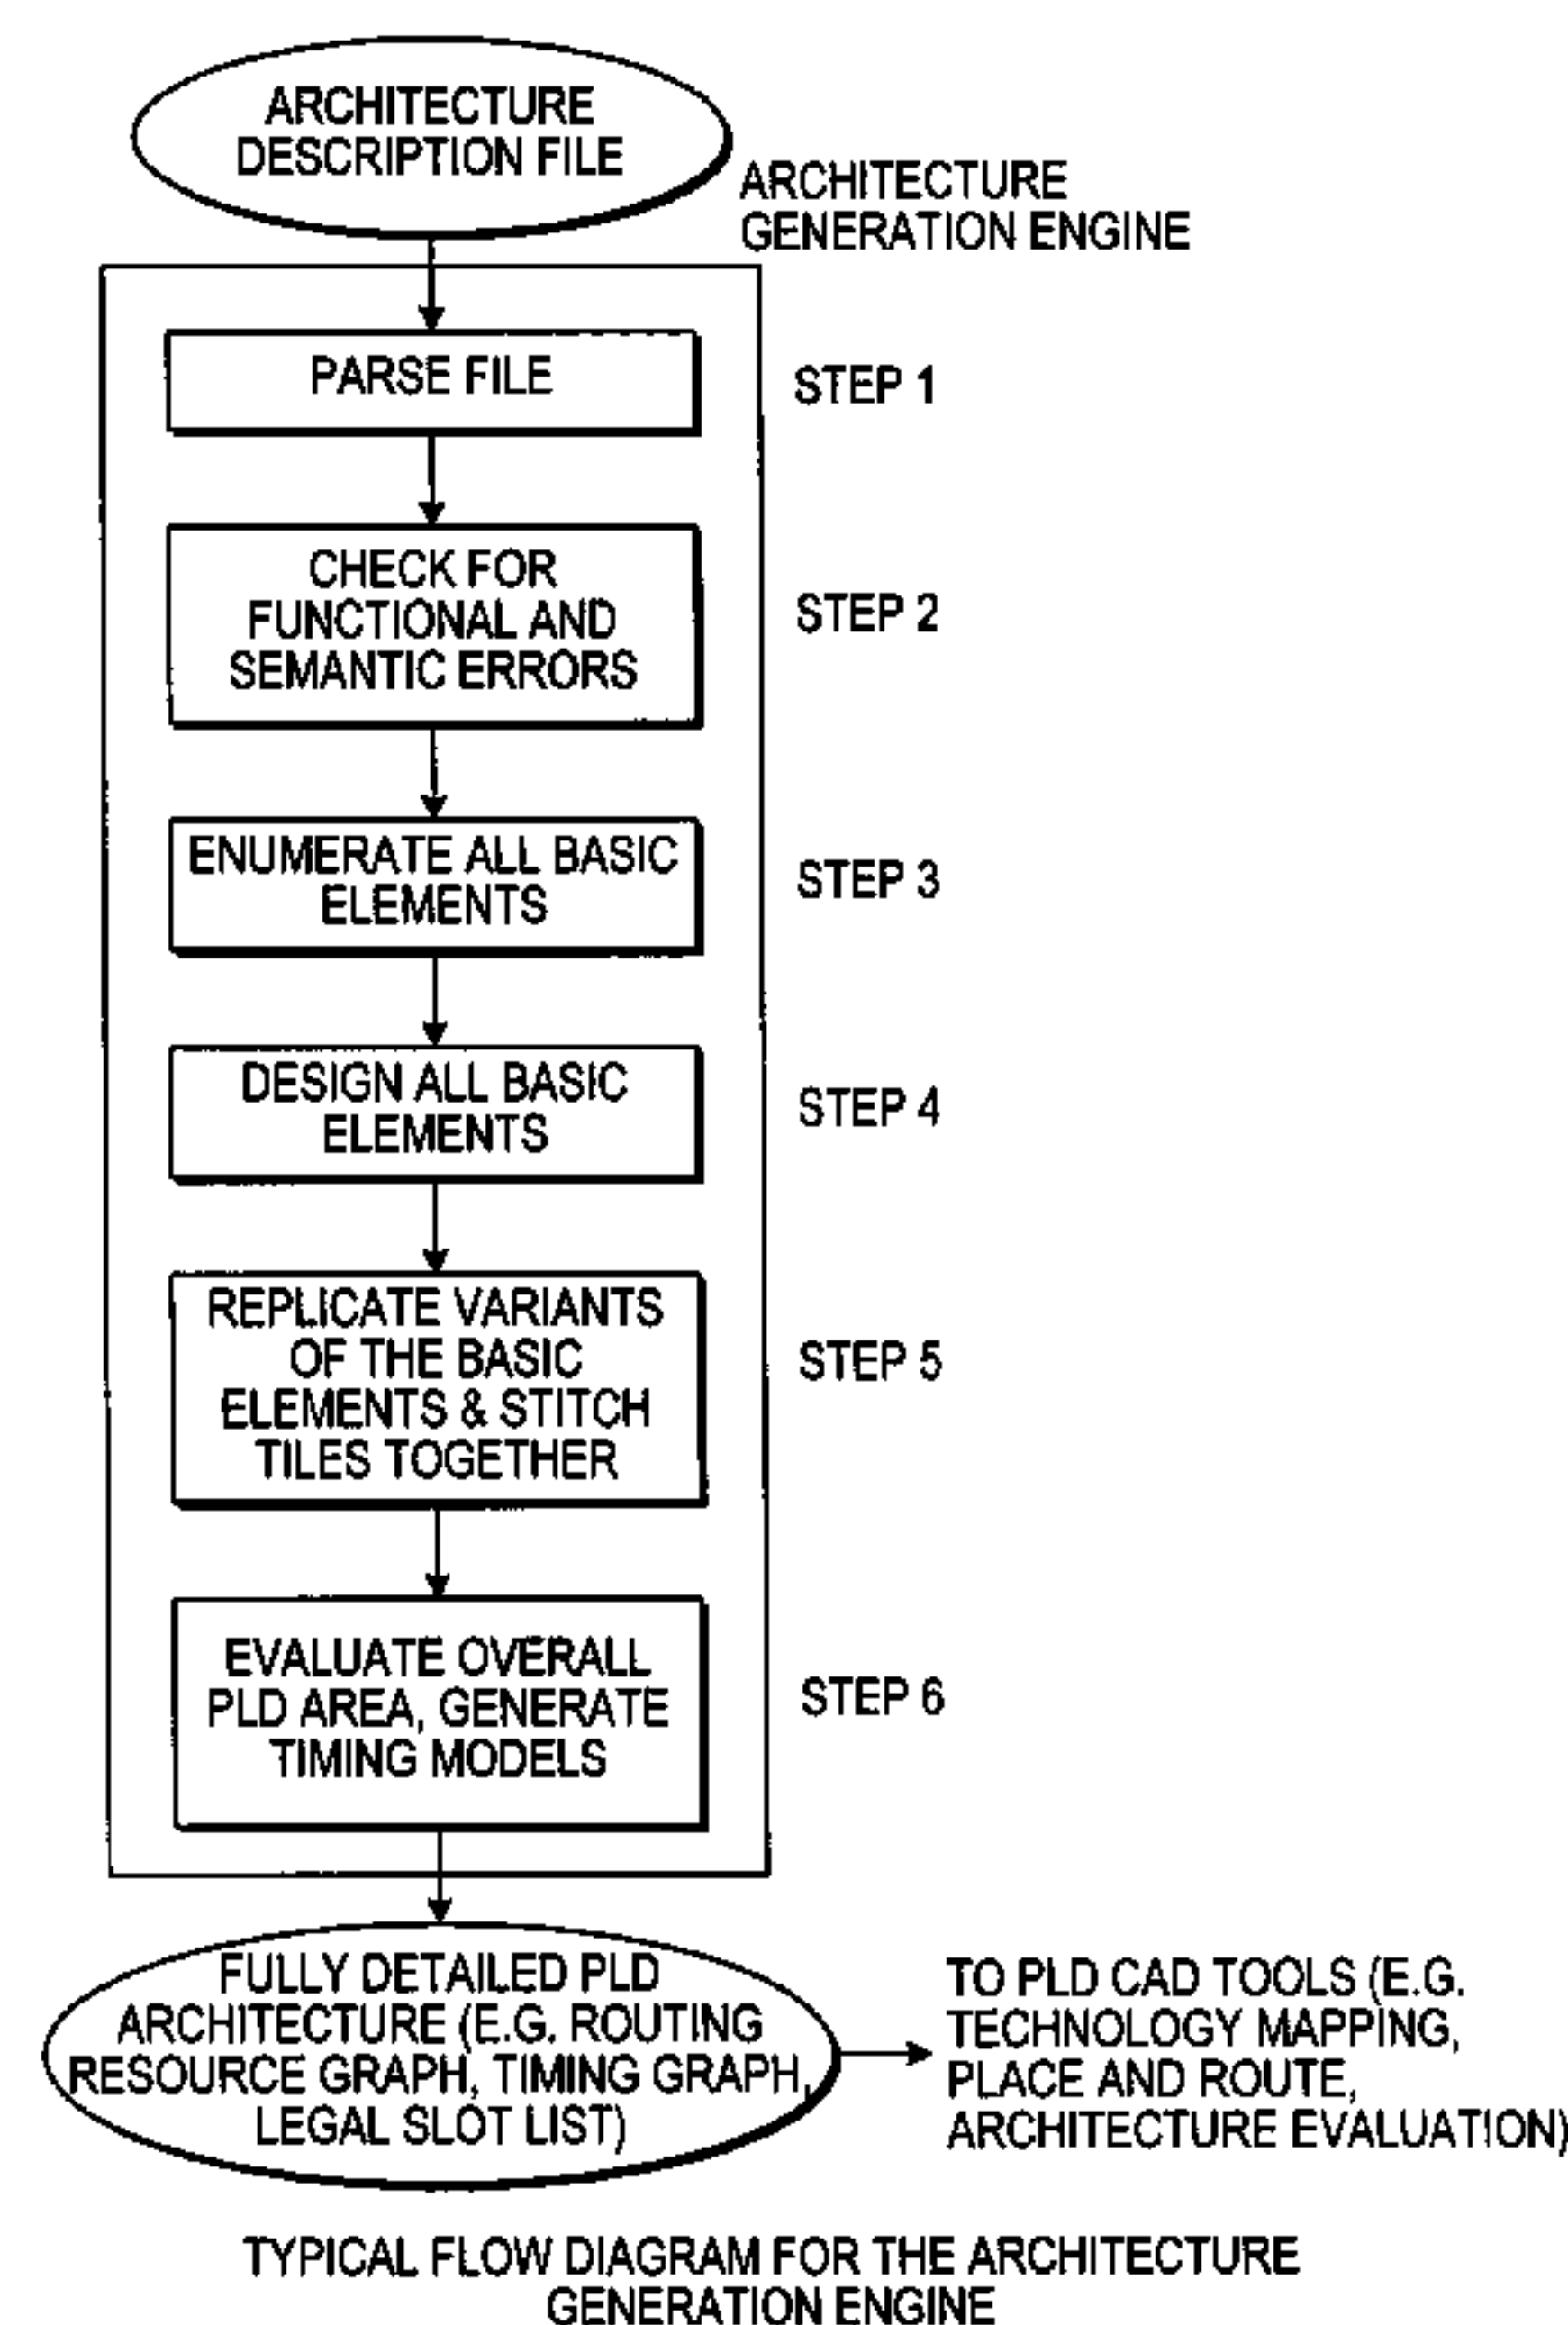 ARCHITECTURE
DESCRIPTION FILE
ARCHITECTURE
GENERATION ENGINE
PARSE FILE
STEP 1
CHECK FOR
FUNCTIONAL AND
SEMANTIC ERRORS
STEP 2
ENUMERATE ALL BASIC
ELEMENTS
STEP 3
DESIGN ALL BASIC
ELEMENTS
STEP 4
REPLICATE VARIANTS
OF THE BASIC
ELEMENTS & STITCH
TILES TOGETHER
STEP 5
EVALUATE OVERALL
PLD AREA, GENERATE
TIMING MODELS
STEP 6
FULLY DETAILED PLD
ARCHITECTURE (E.G. ROUTING
RESOURCE GRAPH, TIMING GRAPH,
LEGAL SLOT LIST)
TO PLD CAD TOOLS (E.G.
TECHNOLOGY MAPPING,
PLACE AND ROUTE,
ARCHITECTURE EVALUATION)
TYPICAL FLOW DIAGRAM FOR THE ARCHITECTURE
GENERATION ENGINE